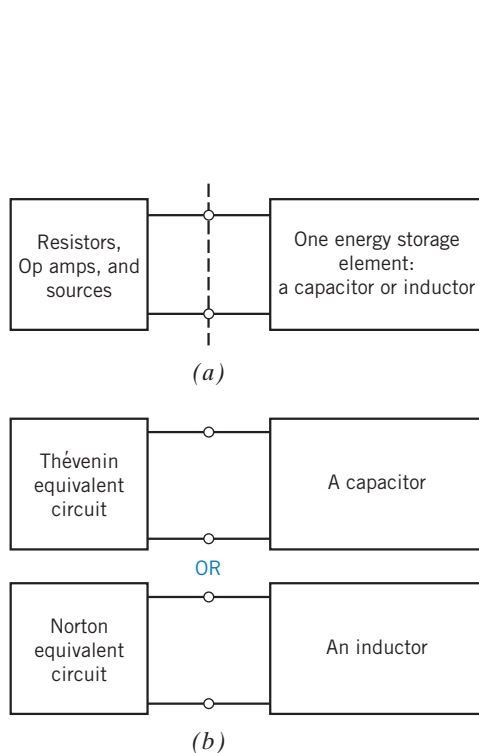 Resistors,
Op amps, and
sources
One energy storage
element:
a capacitor or inductor
(a)
Thévenin
equivalent
circuit
A capacitor
OR
Norton
equivalent
circuit
An inductor
(b)